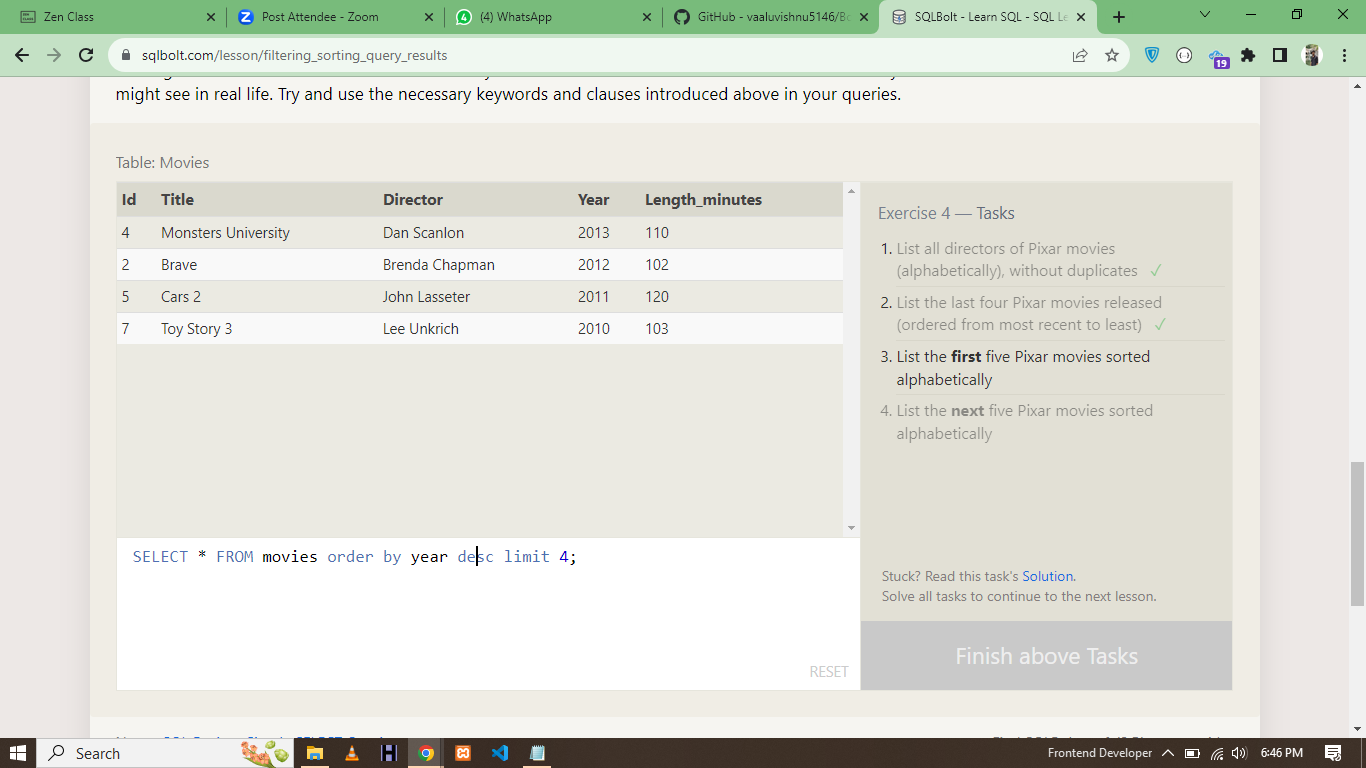 Zen Class
Post Attendee - Zoom
(4) WhatsApp
GitHub - vaaluvishnu5146/Bo
SQLBolt - Learn SQL - SQL Le
sqlbolt.com/lesson/filtering_sorting_query_results
19
might see in real life. Try and use the necessary keywords and clauses introduced above in your queries.
Table: Movies
Id Title Director Year Length_minutes
4 Monsters University Dan Scanlon 2013 110
2 Brave Brenda Chapman 2012 102
5 Cars 2 John Lasseter 2011 120
7 Toy Story 3 Lee Unkrich 2010 103
SELECT * FROM movies order by year desc limit 4;
RESET
Exercise 4 — Tasks
1. List all directors of Pixar movies
(alphabetically), without duplicates ✓
2. List the last four Pixar movies released
(ordered from most recent to least) ✓
3. List the first five Pixar movies sorted
alphabetically
4. List the next five Pixar movies sorted
alphabetically
Stuck? Read this task's Solution.
Solve all tasks to continue to the next lesson.
Finish above Tasks
Search
Frontend Developer
6:46 PM